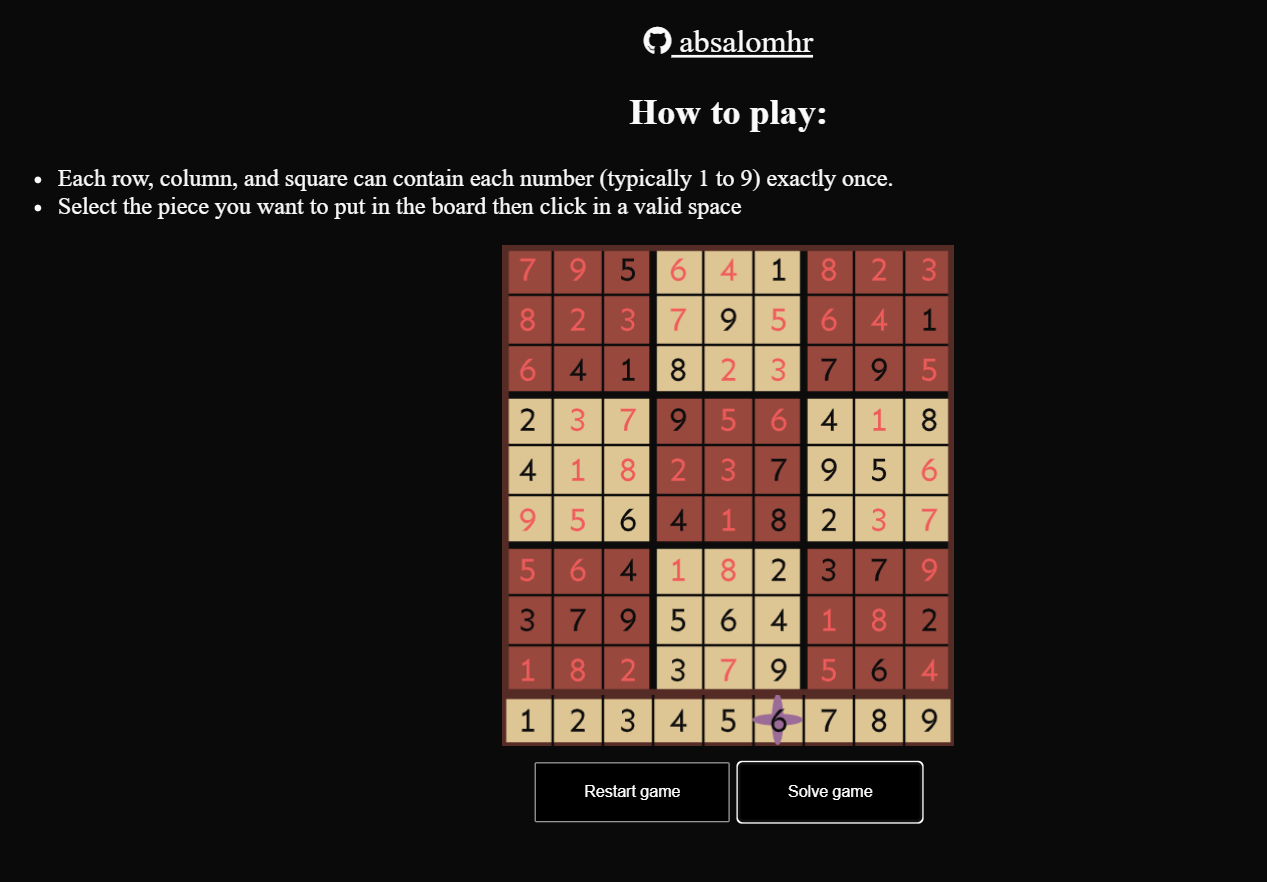 absalomhr
How to play:
Each row, column, and square can contain each number (typically 1 to 9) exactly once.
Select the piece you want to put in the board then click in a valid space
7 9 5 6 4 1 8 2 3
8 2 3 7 9 5 6 4 1
6 4 1 8 2 3 7 9 5
2 3 7 9 5 6 4 1 8
4 1 8 2 3 7 9 5 6
9 5 6 4 1 8 2 3 7
5 6 4 1 8 2 3 7 9
3 7 9 5 6 4 1 8 2
1 8 2 3 7 9 5 6 4
1 2 3 4 5 6 7 8 9
Restart game Solve game